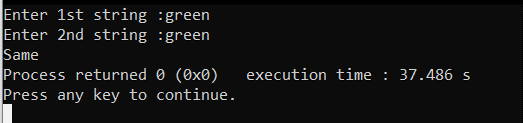 Enter 1st string :green
Enter 2nd string :green
Same
Process returned 0 (0x0)   execution time : 37.486 s
Press any key to continue.